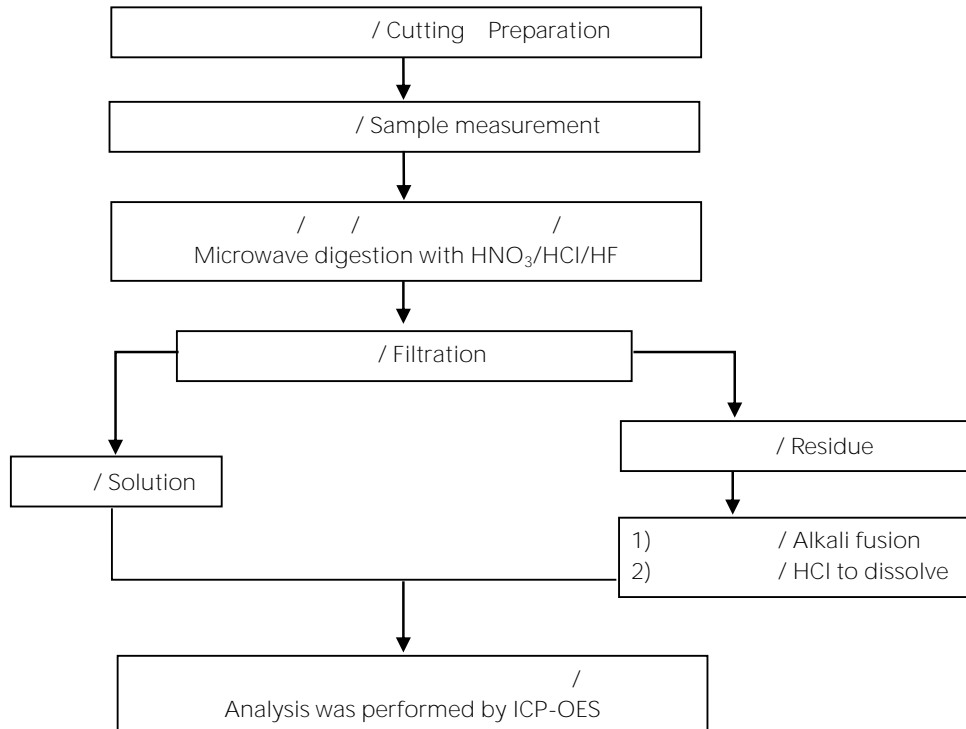 / Cutting Preparation
/ Sample measurement
/ / /
Microwave digestion with HNO₃/HCl/HF
/ Filtration
/ Residue
/ Solution
1) / Alkali fusion
2) / HCl to dissolve
/
Analysis was performed by ICP-OES